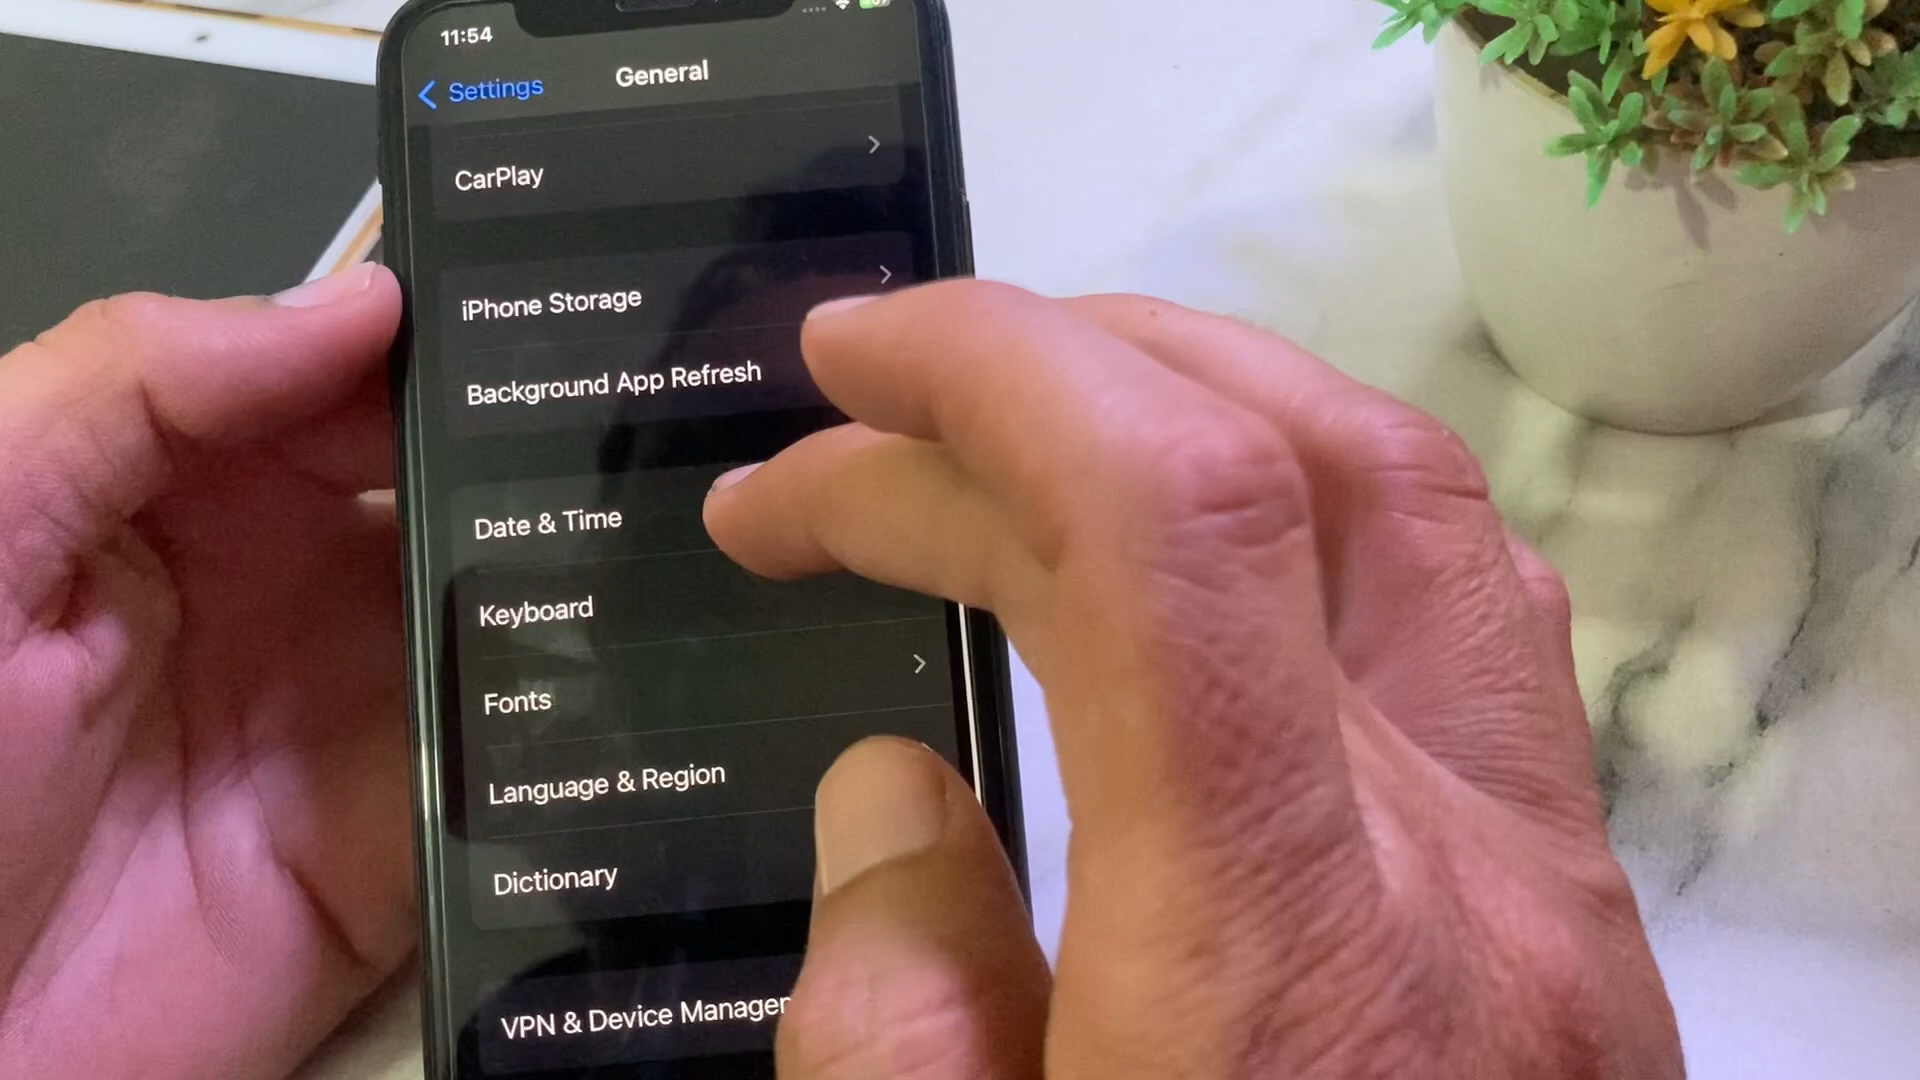 11:54
Settings
General
CarPlay
iPhone Storage
Background App Refresh
Date & Time
Keyboard
Fonts
Language & Region
Dictionary
VPN & Device